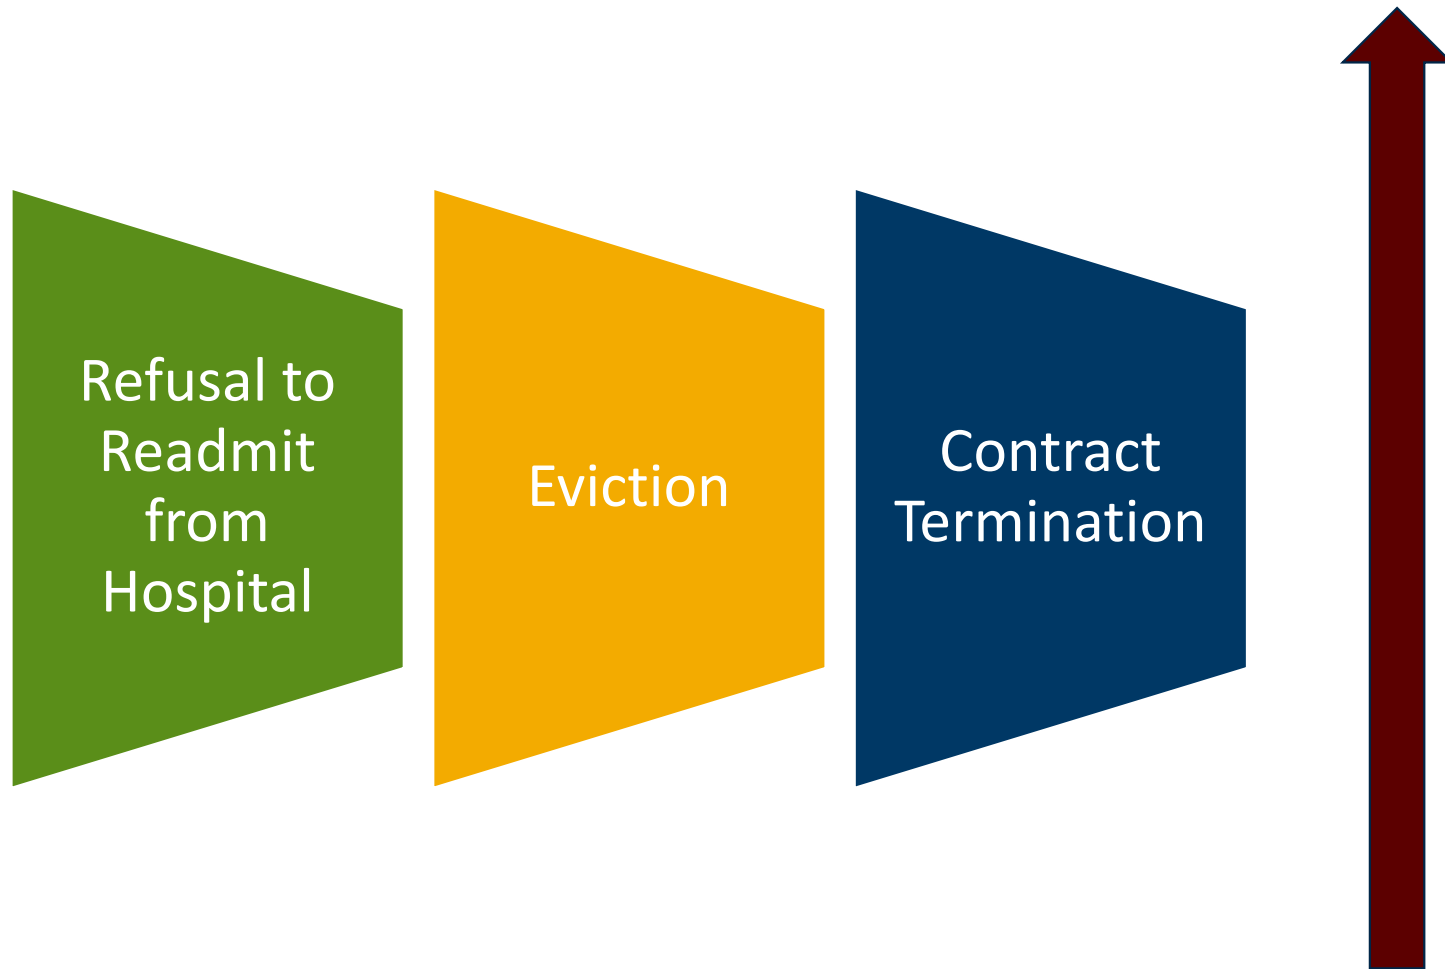 Refusal to
Readmit
from
Hospital
Eviction
Contract
Termination